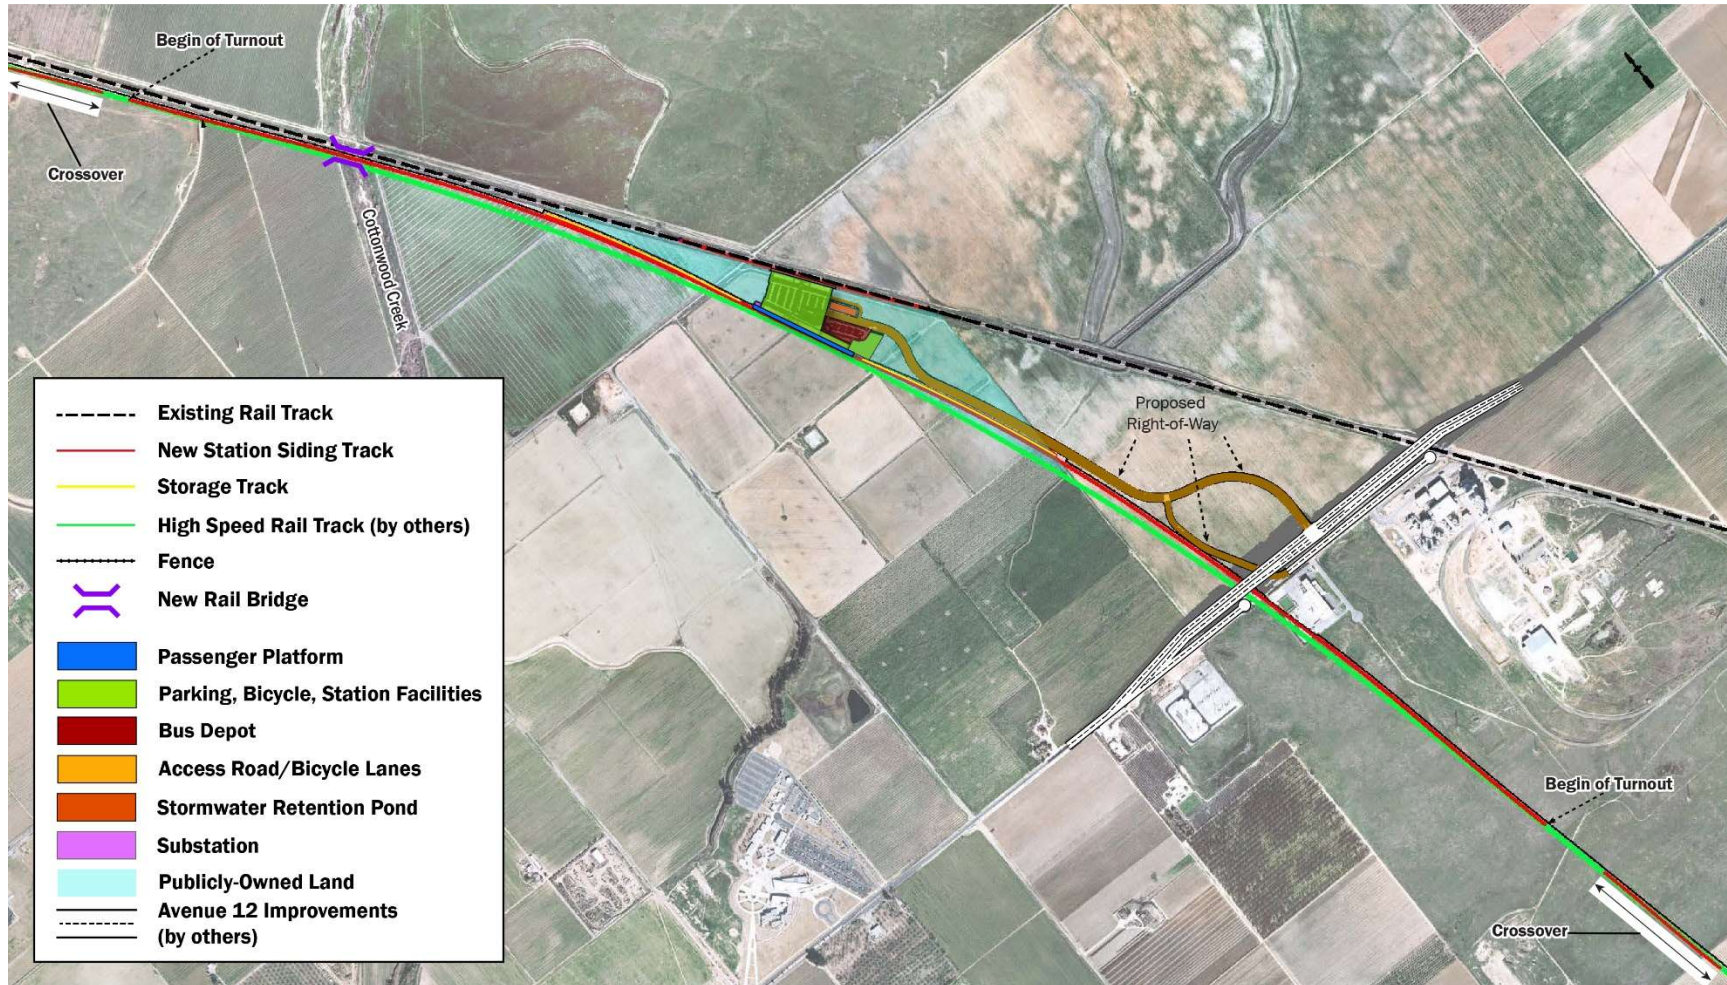 Begin of Turnout
Crossover
Cottonwood Creek
Proposed
Right-of-Way
Existing Rail Track
New Station Siding Track
Storage Track
High Speed Rail Track (by others)
Fence
New Rail Bridge
Passenger Platform
Parking, Bicycle, Station Facilities
Bus Depot
Access Road/Bicycle Lanes
Stormwater Retention Pond
Substation
Publicly-Owned Land
Avenue 12 Improvements
(by others)
Begin of Turnout
Crossover